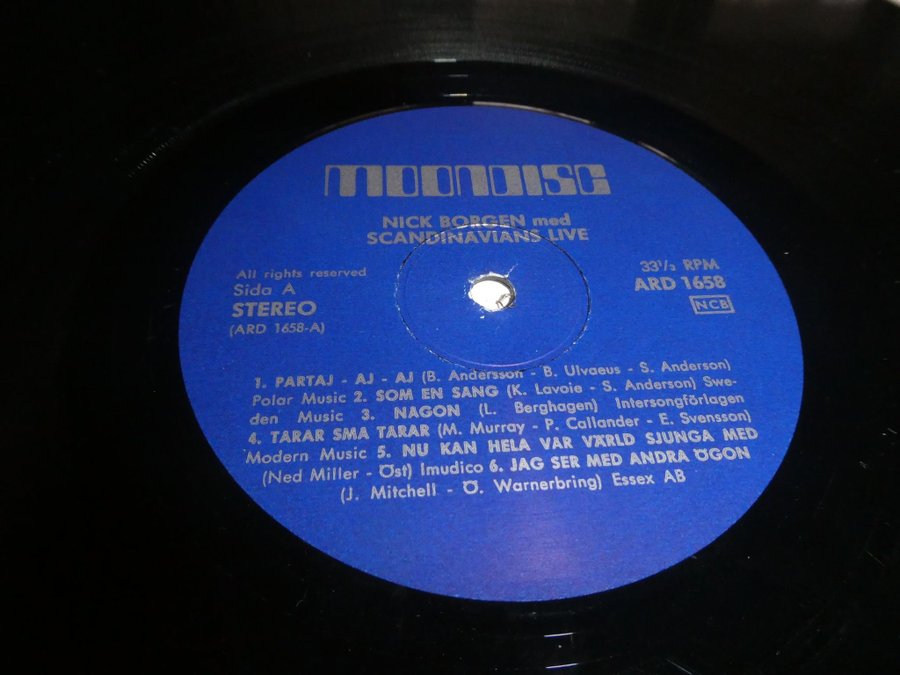 MOONDISC
NICK BORGEN med
SCANDINAVIANS LIVE
All rights reserved
Sida A
STEREO
(ARD 1658-A)
33 1/3 RPM
ARD 1658
NCB
1. PARTAJ - AJ - AJ (B. Andersson - B. Ulvaeus - S. Anderson)
Polar Music 2. SOM EN SANG (K. Lavoie - S. Anderson) Swe-
den Music 3. NAGON (L. Berghagen) Intersongförlagen
4. TARAR SMA TARAR (M. Murray - P. Callander - E. Svensson)
Modern Music 5. NU KAN HELA VAR VÄRLD SJUNGA MED
(Ned Miller - Öst) Imudico 6. JAG SER MED ANDRA ÖGON
(J. Mitchell - Ö. Warnerbring) Essex AB